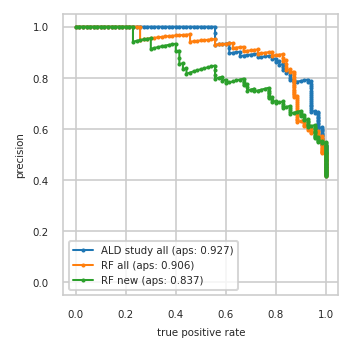 1.0
0.8
0.6
0.4
0.2
0.0
precision
ALD study all (aps: 0.927)
RF all (aps: 0.906)
RF new (aps: 0.837)
0.0 0.2 0.4 0.6 0.8 1.0
true positive rate